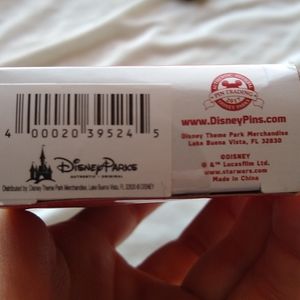 4 00020 39524 5
Disney PARKS
AUTHENTIC • ORIGINAL
Distributed by: Disney Theme Park Merchandise, Lake Buena Vista, FL 32830 © DISNEY
PIN TRADING
2017
www.DisneyPins.com
Disney Theme Park Merchandise
Lake Buena Vista, FL 32830
©DISNEY
© &™ Lucasfilm Ltd.
www.starwars.com
Made in China